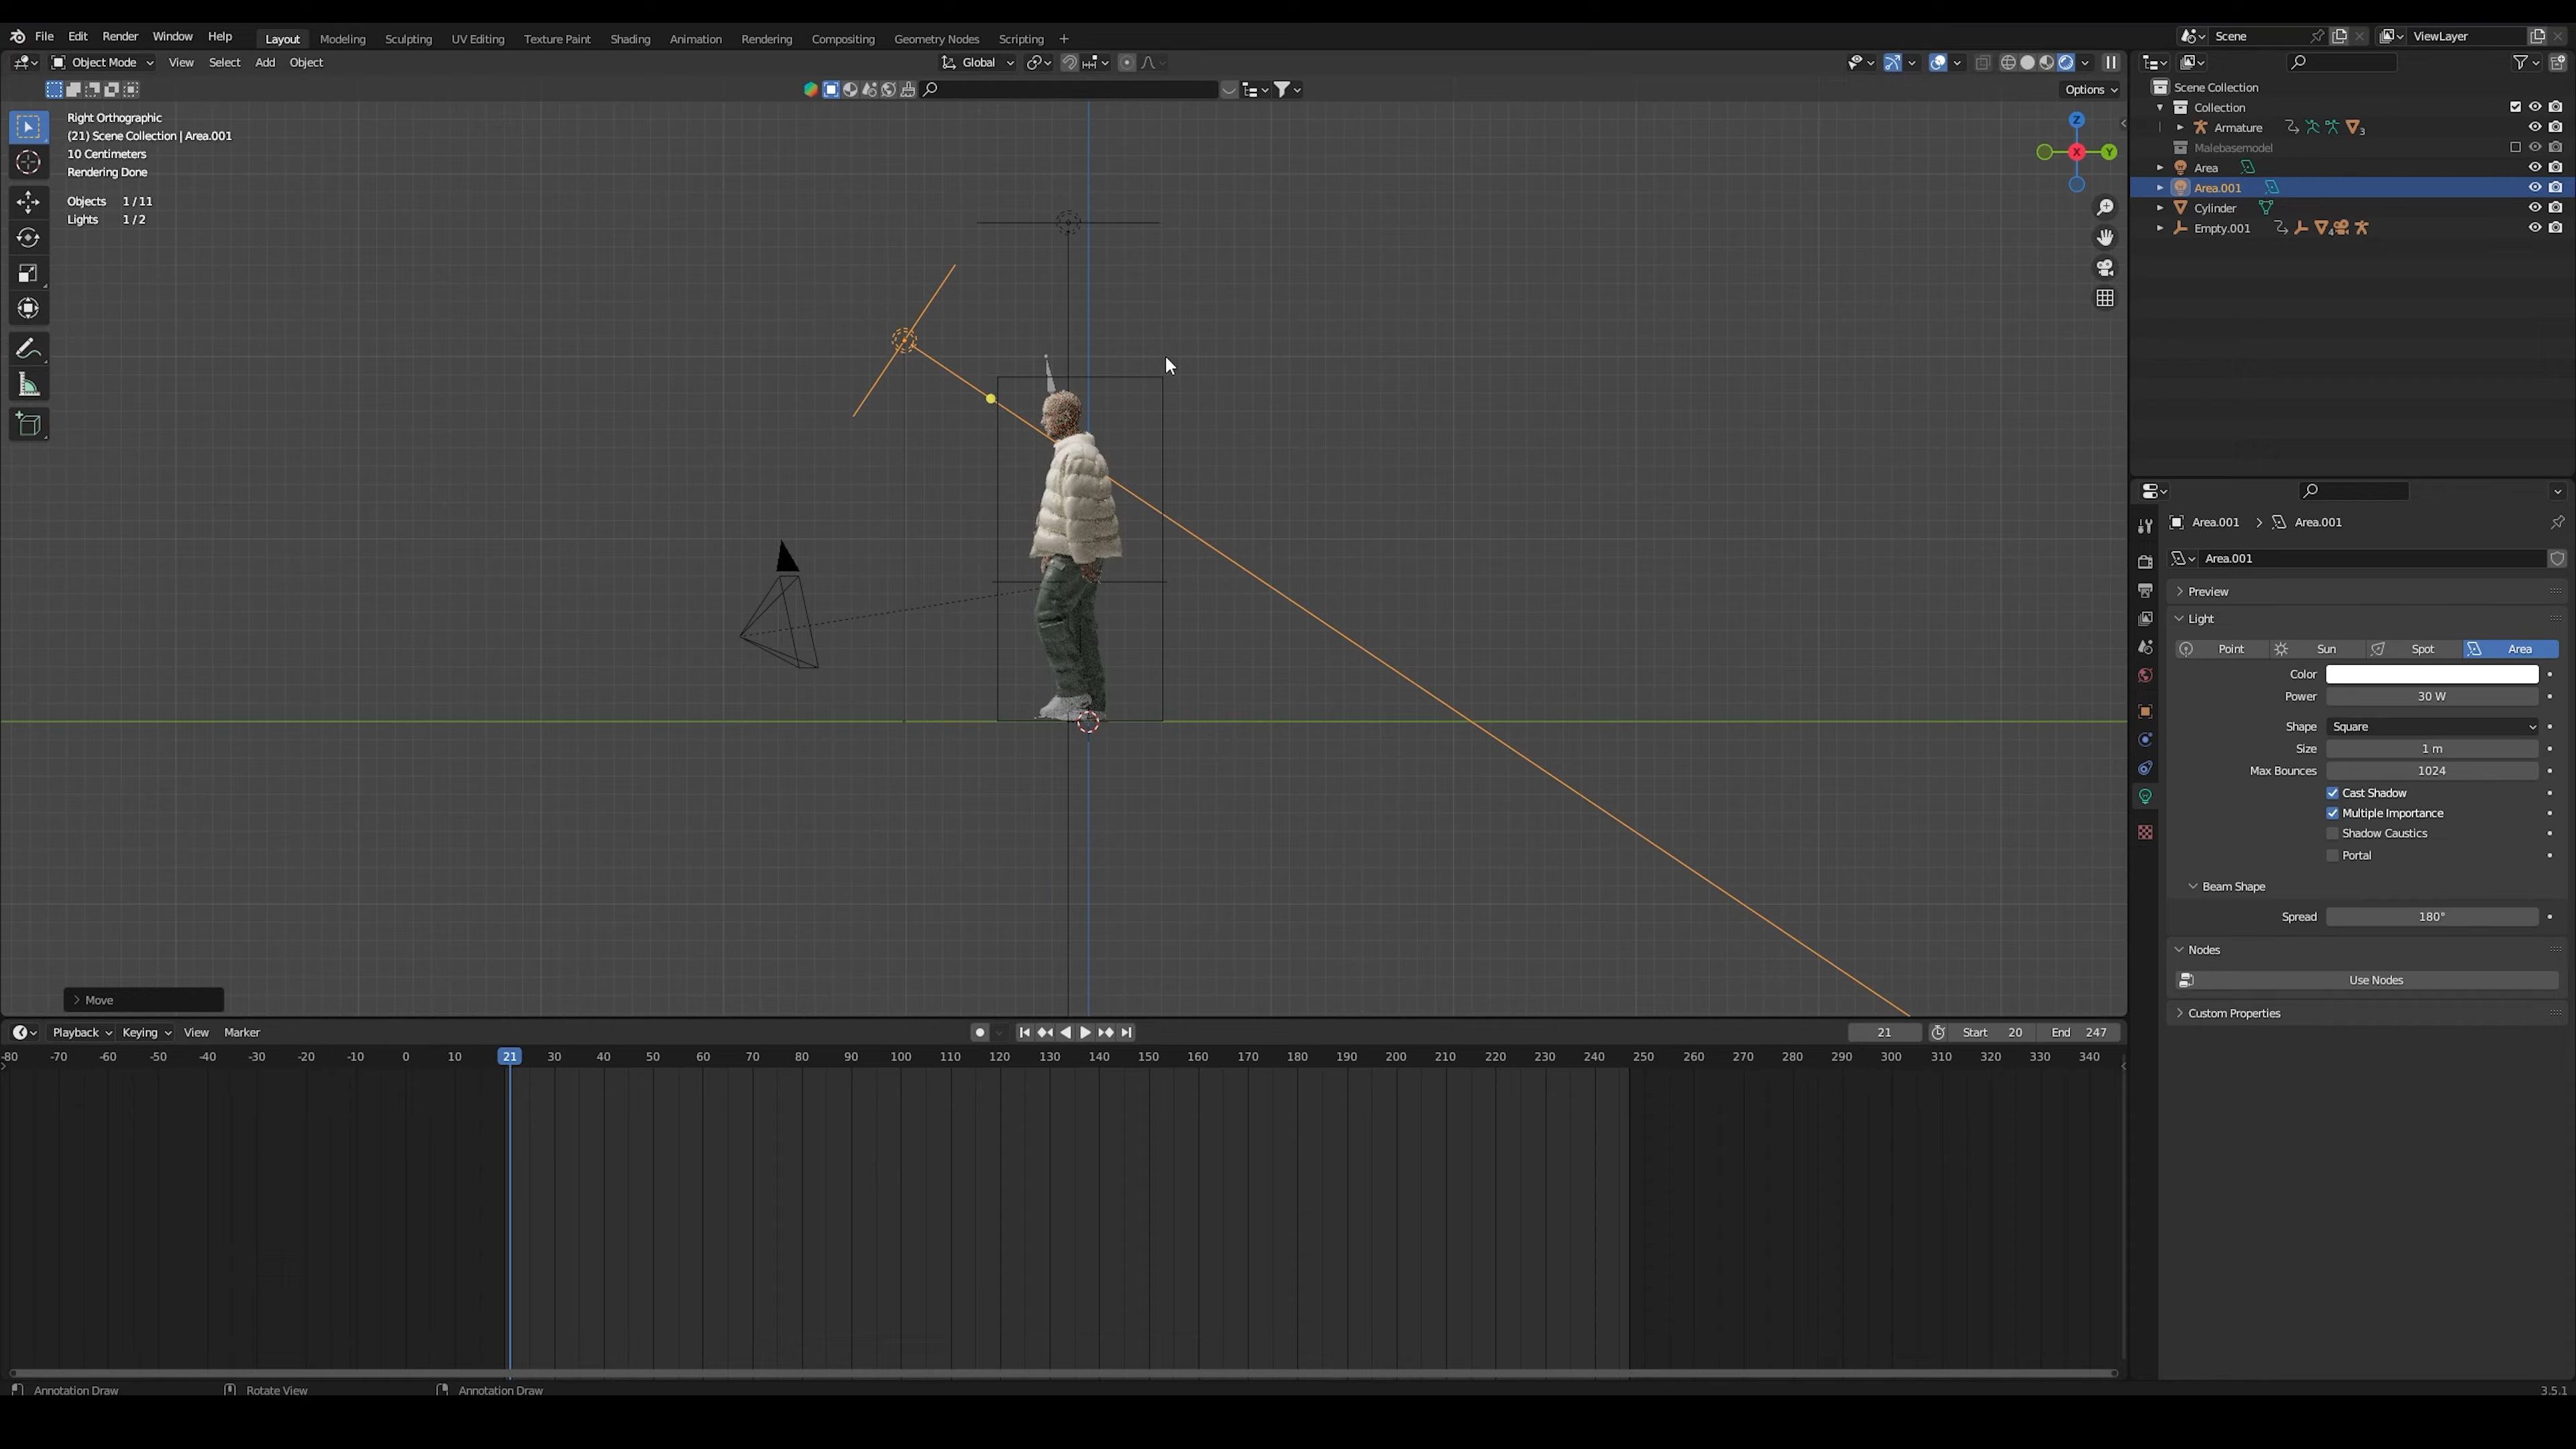 File Edit Render Window Help Layout Modeling Sculpting UV Editing Texture Paint Shading Animation Rendering Compositing Geometry Nodes Scripting +
Scene ViewLayer
Object Mode View Select Add Object Global
Options
Right Orthographic
(21) Scene Collection | Area.001
10 Centimeters
Rendering Done
Objects 1/11
Lights 1/2
Z
X
Y
Move
Scene Collection
Collection
Armature 3
Malebasemodel
Area
Area.001
Cylinder
Empty.001 4
Area.001 > Area.001
Area.001
Preview
Light
Point Sun Spot Area
Color
Power 30 W
Shape Square
Size 1 m
Max Bounces 1024
Cast Shadow
Multiple Importance
Shadow Caustics
Portal
Beam Shape
Spread 180°
Nodes
Use Nodes
Custom Properties
Playback Keying View Marker 21 Start 20 End 247
-80 -70 -60 -50 -40 -30 -20 -10 0 10 21 30 40 50 60 70 80 90 100 110 120 130 140 150 160 170 180 190 200 210 220 230 240 250 260 270 280 290 300 310 320 330 340
Annotation Draw Rotate View Annotation Draw 3.5.1